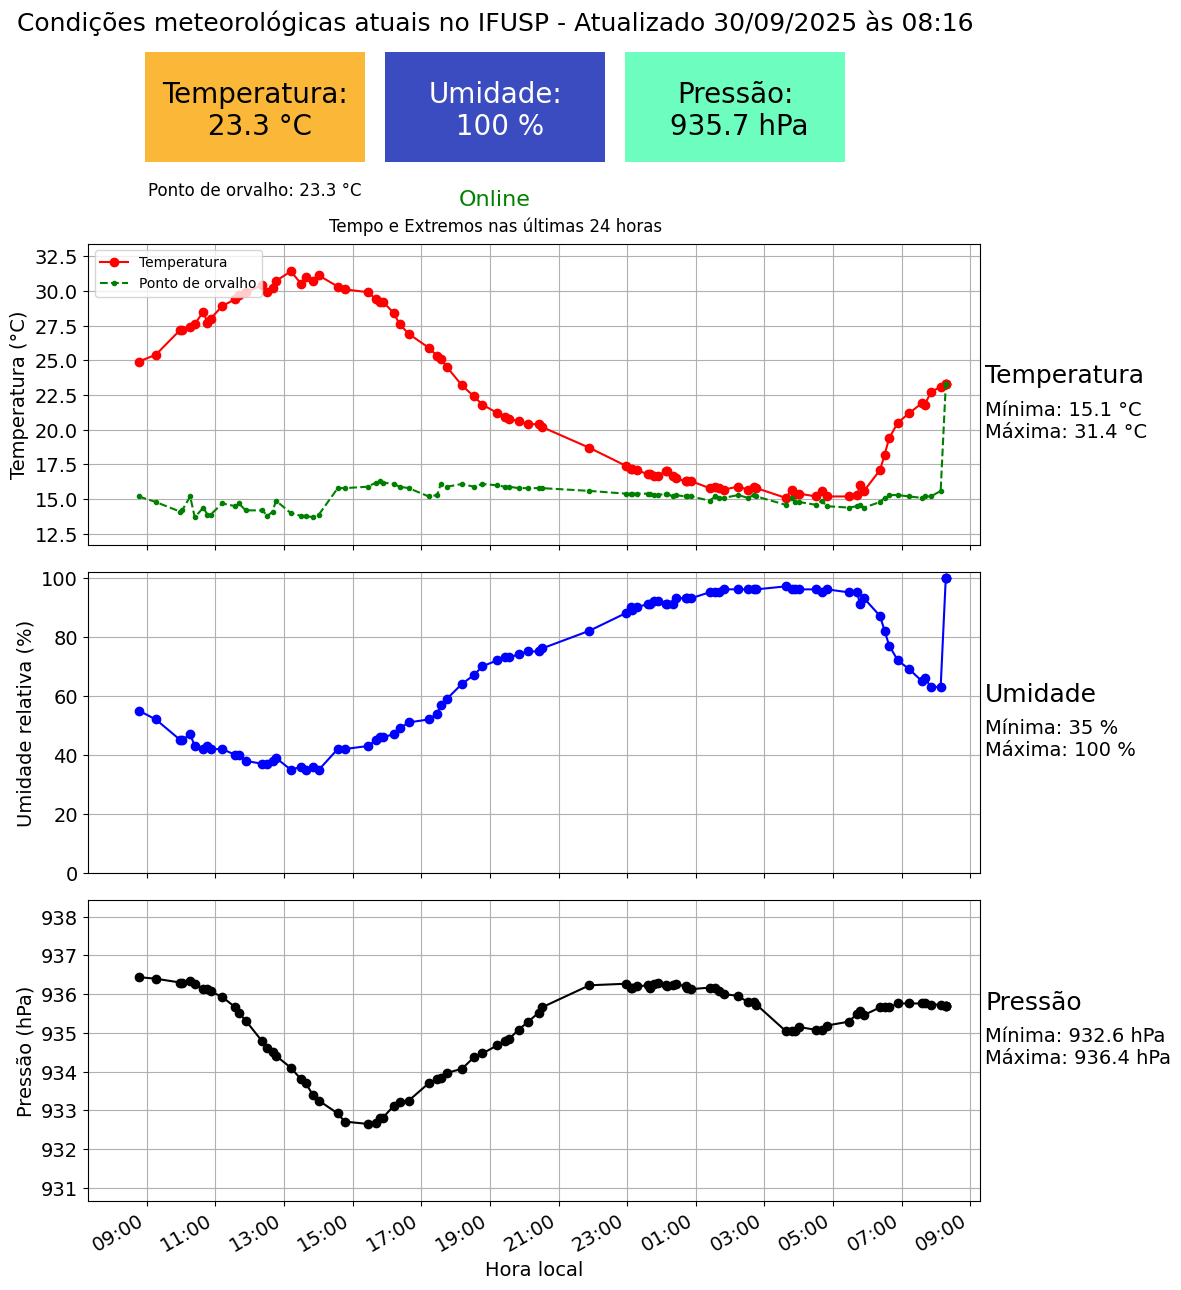 Condições meteorológicas atuais no IFUSP - Atualizado 30/09/2025 às 08:16
Temperatura:
23.3 °C
Umidade:
100 %
Pressão:
935.7 hPa
Ponto de orvalho: 23.3 °C
Online
Tempo e Extremos nas últimas 24 horas
Temperatura
Ponto de orvalho
Temperatura (°C)
32.5
30.0
27.5
25.0
22.5
20.0
17.5
15.0
12.5
Temperatura
Mínima: 15.1 °C
Máxima: 31.4 °C
Umidade relativa (%)
100
80
60
40
20
0
Umidade
Mínima: 35 %
Máxima: 100 %
Pressão (hPa)
938
937
936
935
934
933
932
931
Pressão
Mínima: 932.6 hPa
Máxima: 936.4 hPa
09:00 11:00 13:00 15:00 17:00 19:00 21:00 23:00 01:00 03:00 05:00 07:00 09:00
Hora local